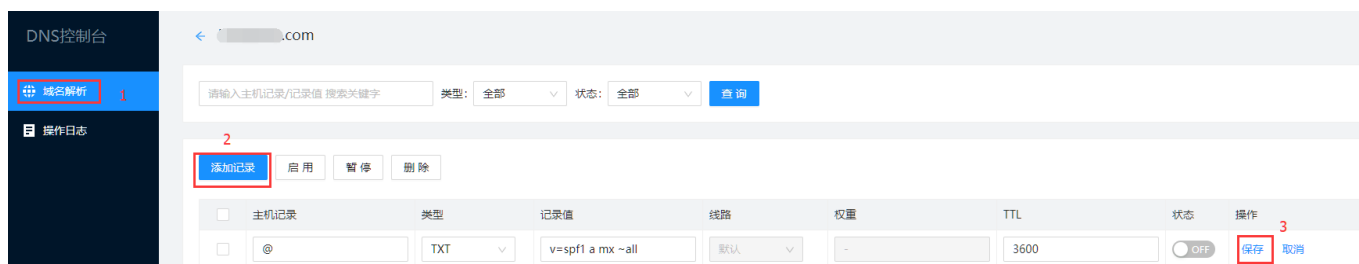 DNS控制台
← .com
域名解析 1
请输入主机记录/记录值 搜索关键字 类型: 全部 状态: 全部 查询
操作日志
2
添加记录 启用 暂停 删除
主机记录 类型 记录值 线路 权重 TTL 状态 操作
3
@ TXT v=spf1 a mx ~all 默认 - 3600 OFF 保存 取消